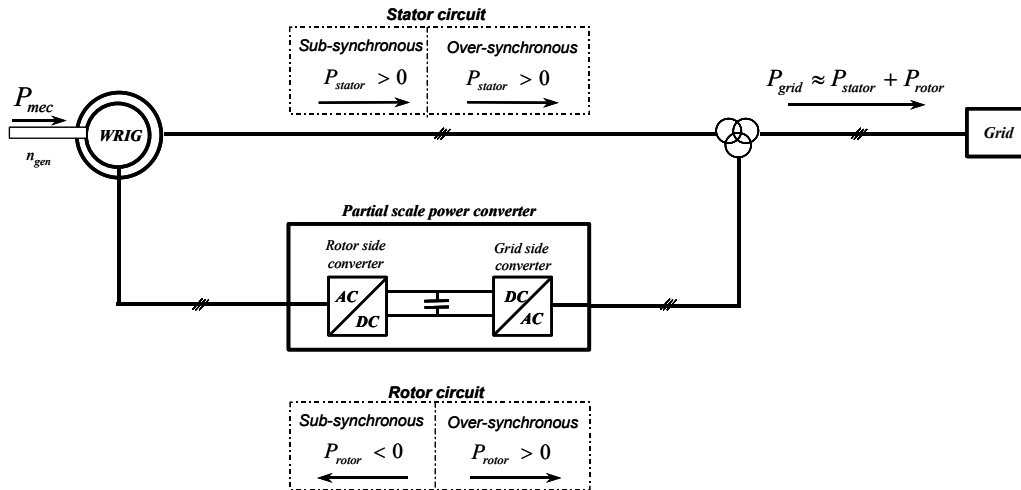 Stator circuit
Sub-synchronous
Over-synchronous
P_stator > 0
P_stator > 0
P_grid ≈ P_stator + P_rotor
P_mec
WRIG
n_gen
Grid
Partial scale power converter
Rotor side
converter
Grid side
converter
AC
DC
DC
AC
Rotor circuit
Sub-synchronous
Over-synchronous
P_rotor < 0
P_rotor > 0